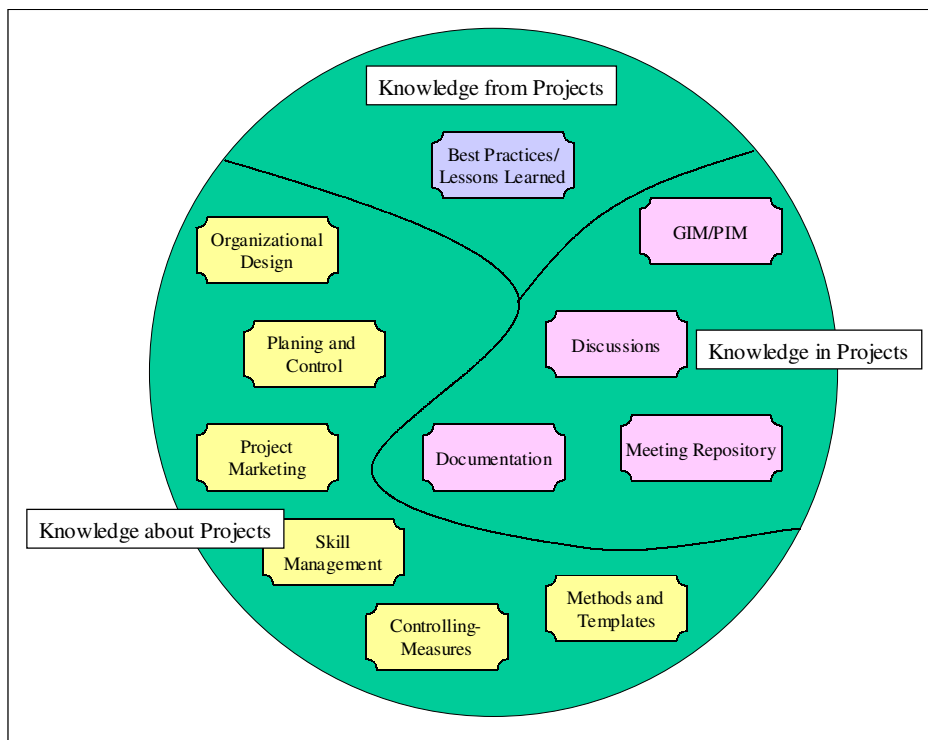 Knowledge from Projects
Best Practices/
Lessons Learned
Organizational
Design
GIM/PIM
Planing and
Control
Discussions
Knowledge in Projects
Project
Marketing
Documentation
Meeting Repository
Knowledge about Projects
Skill
Management
Methods and
Templates
Controlling-
Measures